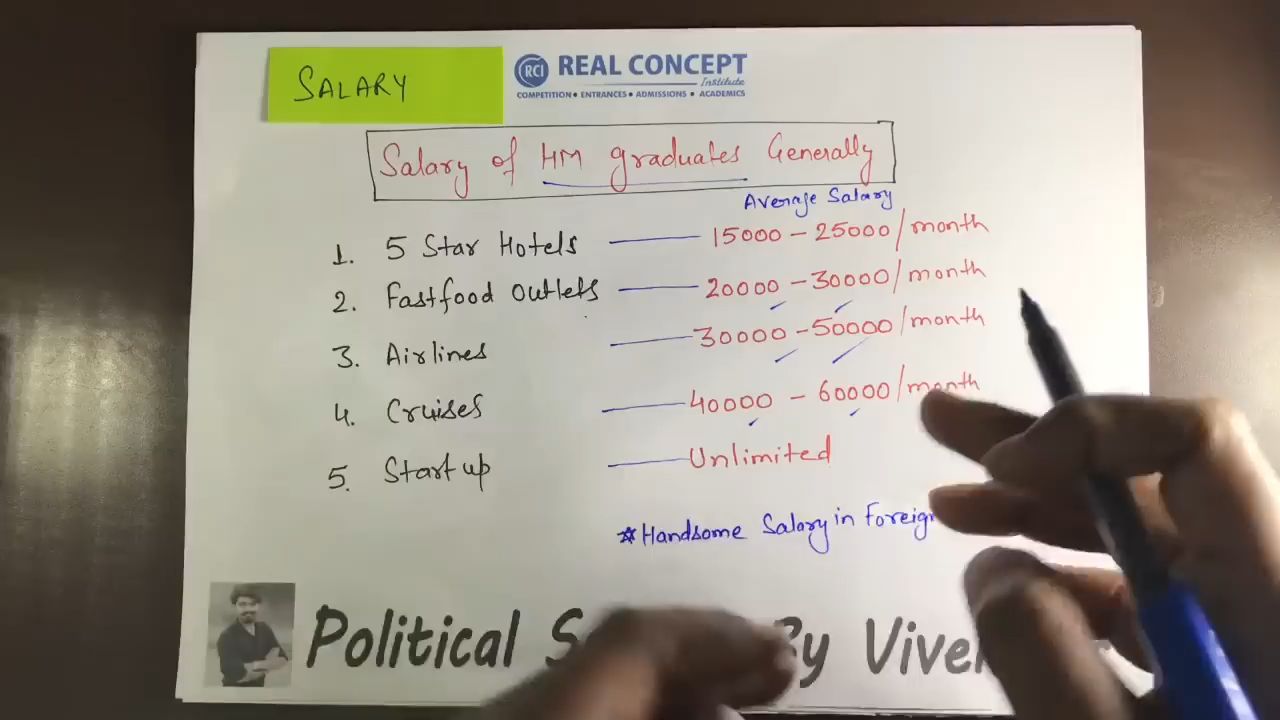 SALARY
RCI REAL CONCEPT
Institute
COMPETITION • ENTRANCES • ADMISSIONS • ACADEMICS
Salary of HM graduates Generally
Average Salary
1. 5 Star Hotels — 15000 - 25000/month
2. Fastfood outlets — 20000 - 30000/month
3. Airlines — 30000 - 50000/month
4. Cruises — 40000 - 60000/month
5. Start up — Unlimited
*Handsome Salary in Foreign
Political By